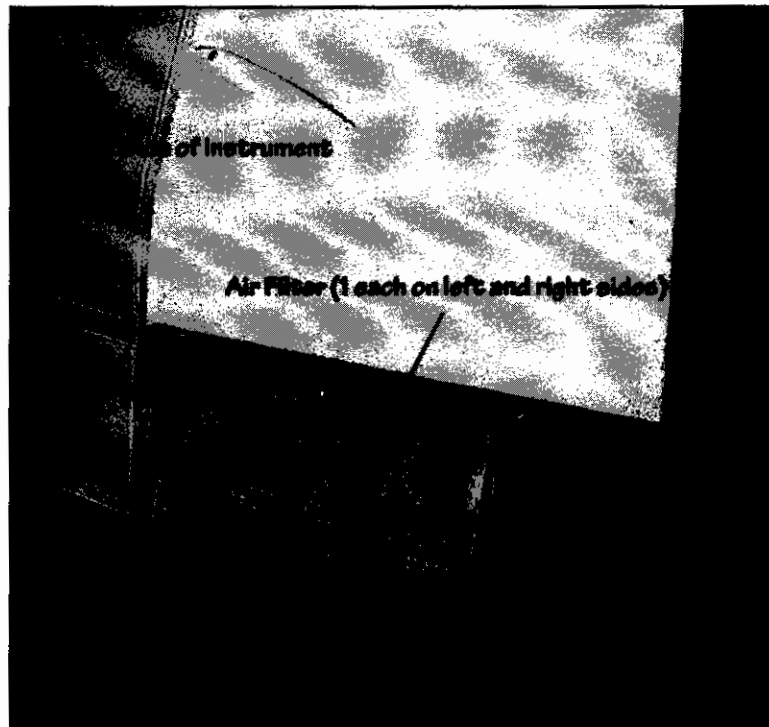 of Instrument
Air Filter (1 each on left and right sides)